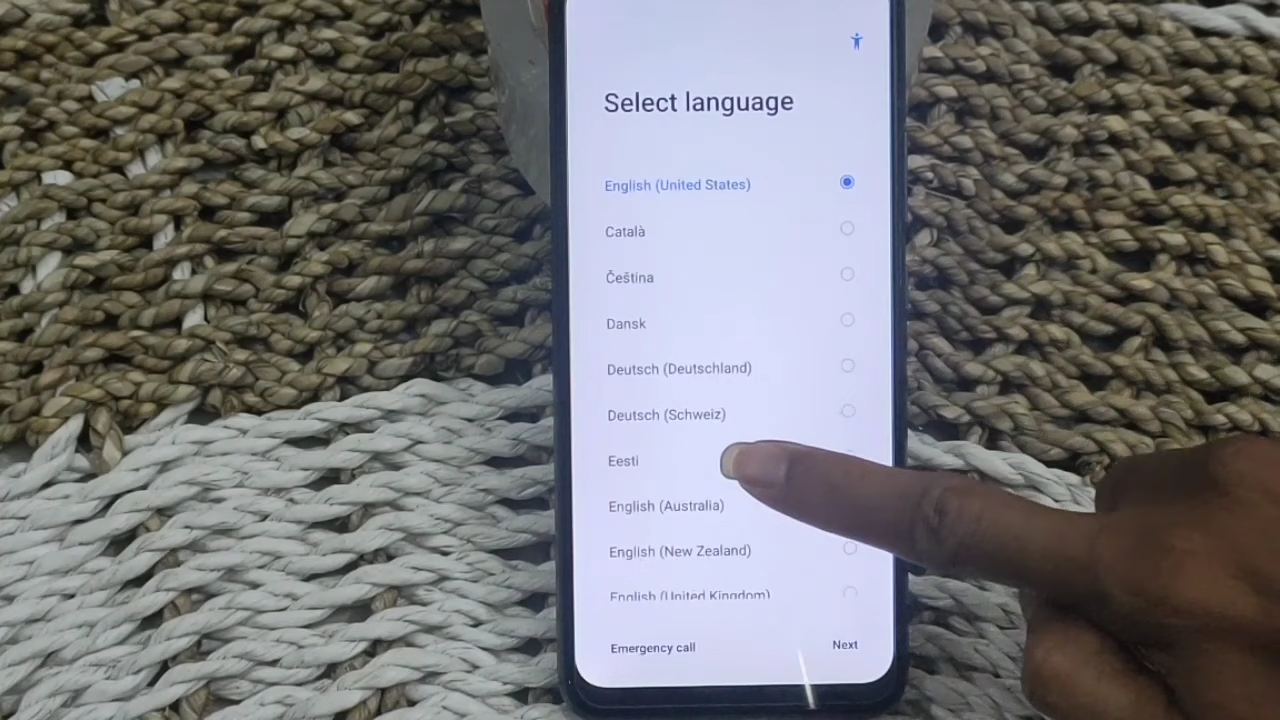 Select language
English (United States)
Català
Čeština
Dansk
Deutsch (Deutschland)
Deutsch (Schweiz)
Eesti
English (Australia)
English (New Zealand)
English (United Kingdom)
Emergency call
Next